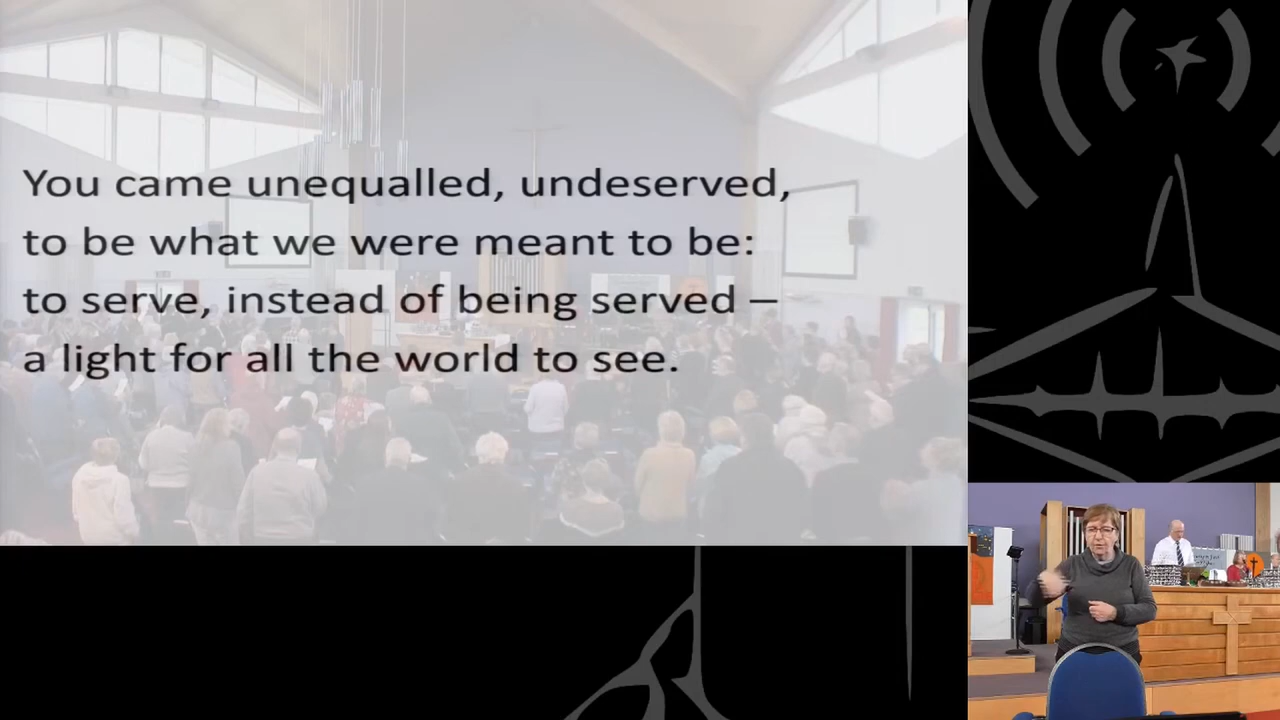 You came unequalled, undeserved,
to be what we were meant to be:
to serve, instead of being served –
a light for all the world to see.